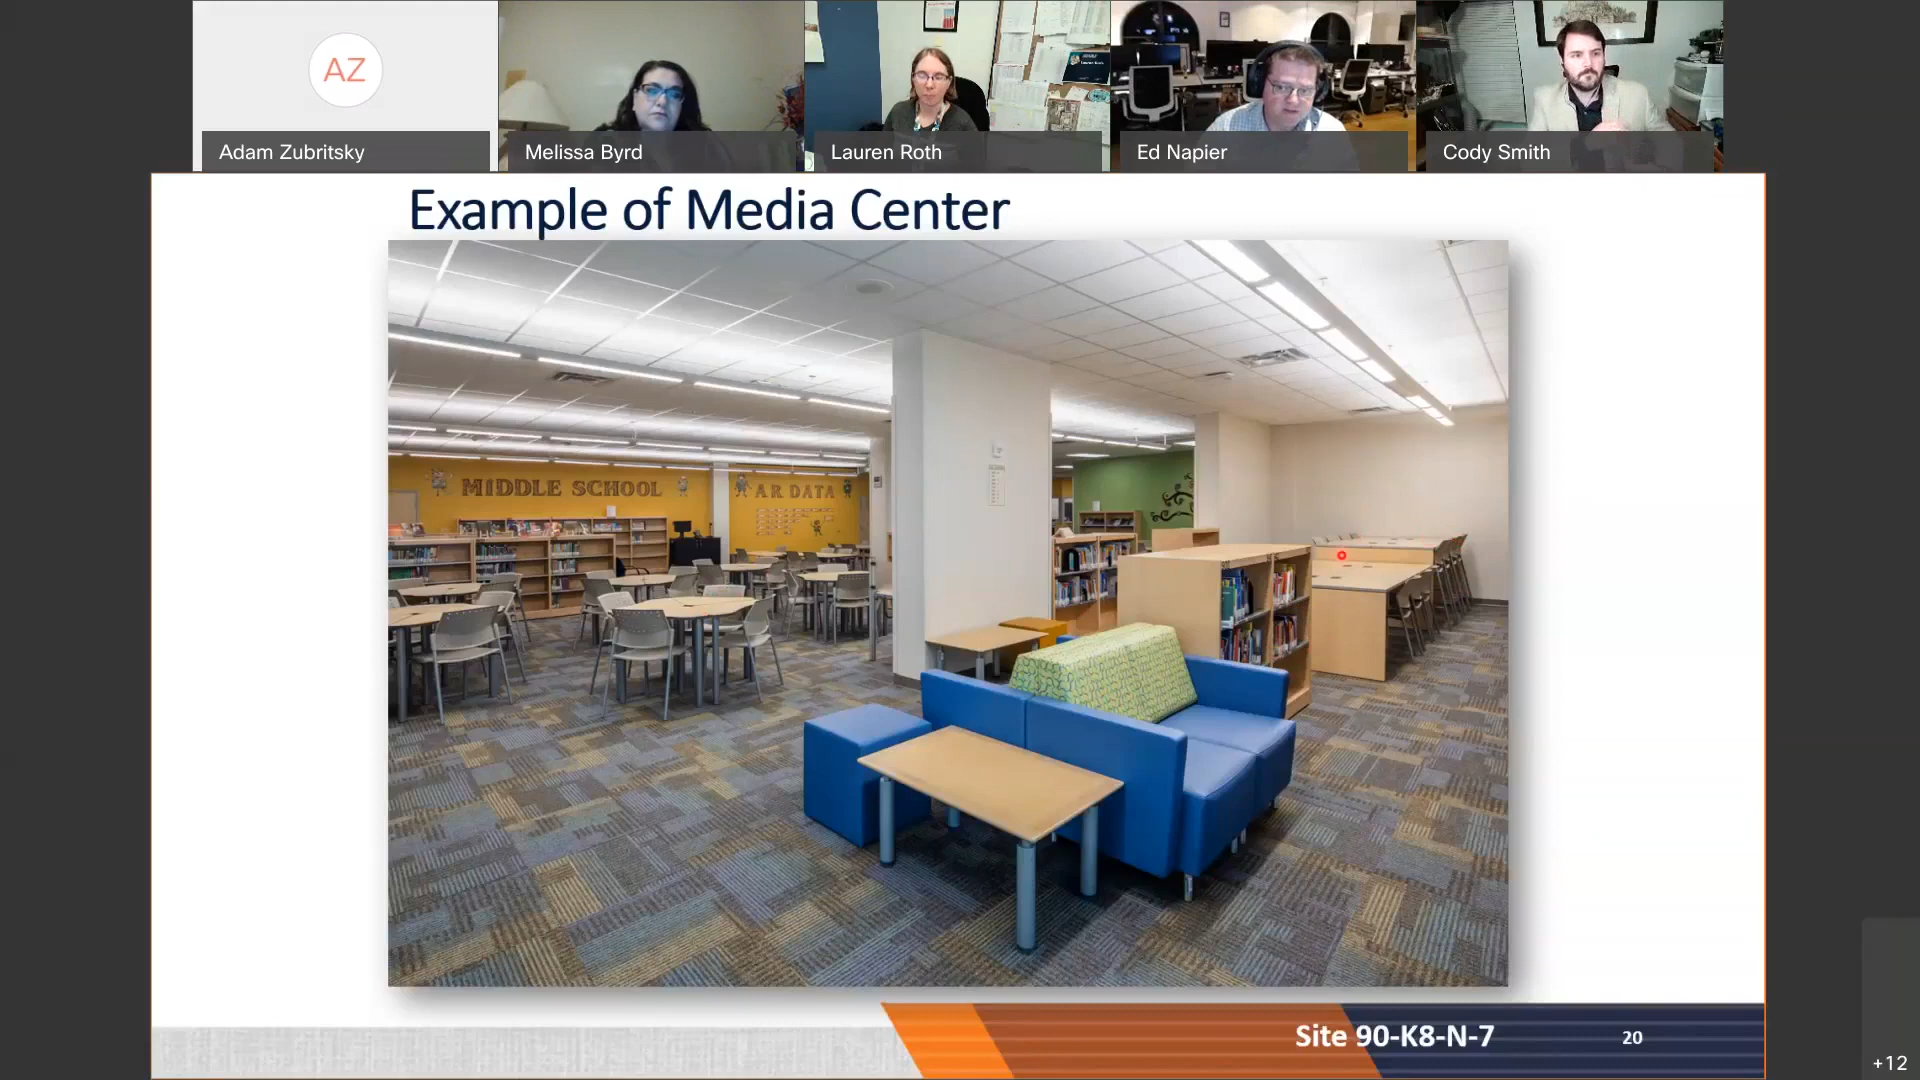 AZ
Adam Zubritsky
Melissa Byrd
Lauren Roth
Ed Napier
Cody Smith
Example of Media Center
MIDDLE SCHOOL
AR DATA
Site 90-K8-N-7
20
+12